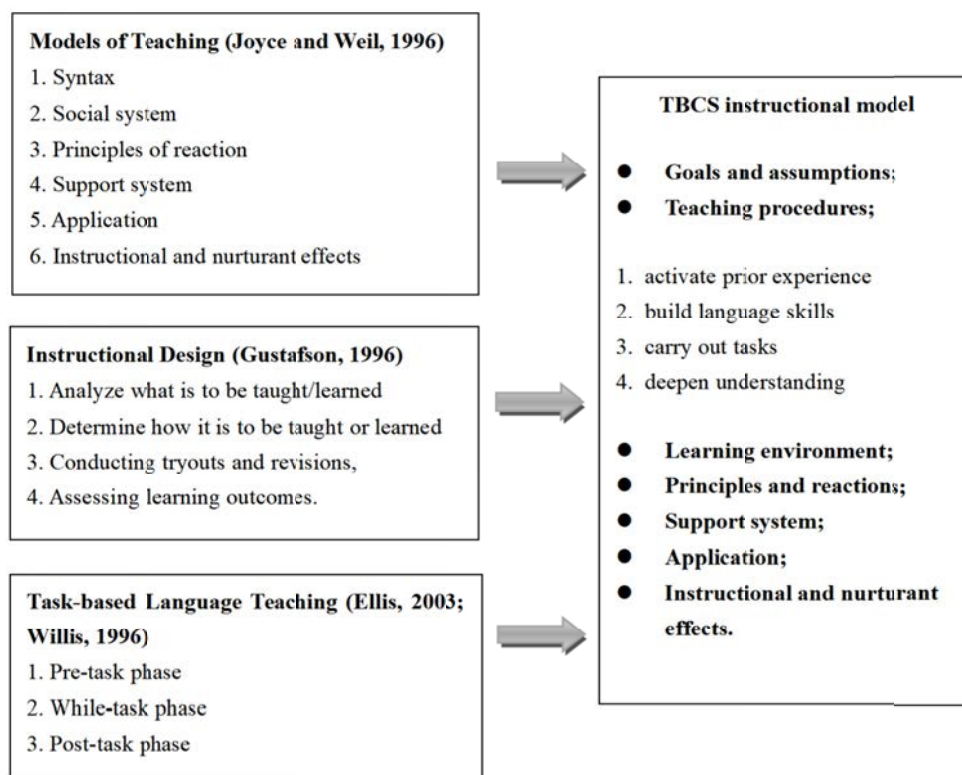 Models of Teaching (Joyce and Weil, 1996)
1. Syntax
2. Social system
3. Principles of reaction
4. Support system
5. Application
6. Instructional and nurturant effects
Instructional Design (Gustafson, 1996)
1. Analyze what is to be taught/learned
2. Determine how it is to be taught or learned
3. Conducting tryouts and revisions,
4. Assessing learning outcomes.
Task-based Language Teaching (Ellis, 2003;
Willis, 1996)
1. Pre-task phase
2. While-task phase
3. Post-task phase
TBCS instructional model
● Goals and assumptions;
● Teaching procedures;
1. activate prior experience
2. build language skills
3. carry out tasks
4. deepen understanding
● Learning environment;
● Principles and reactions;
● Support system;
● Application;
● Instructional and nurturant
effects.